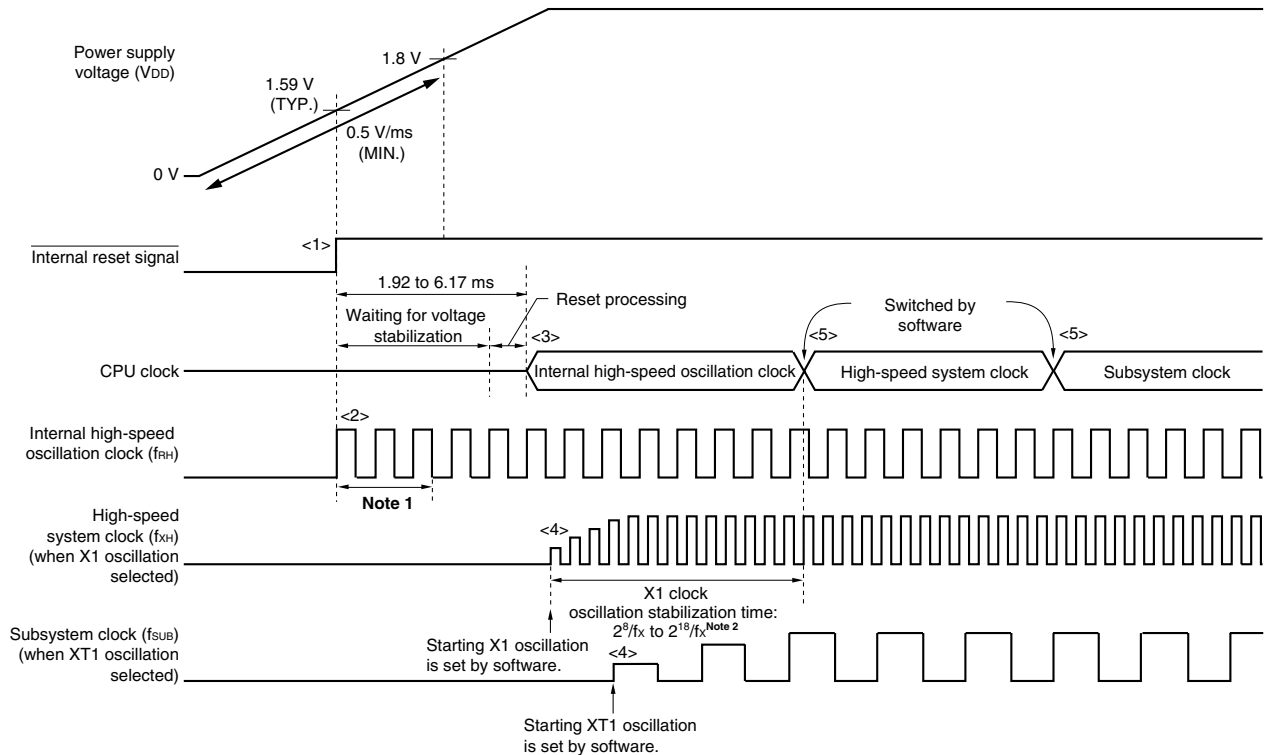 Power supply
voltage (VDD)
1.8 V
1.59 V
(TYP.)
0.5 V/ms
(MIN.)
0 V
Internal reset signal
<1>
1.92 to 6.17 ms
Reset processing
Waiting for voltage
stabilization
Switched by
software
<3>
<5>
<5>
CPU clock
Internal high-speed oscillation clock
High-speed system clock
Subsystem clock
<2>
Internal high-speed
oscillation clock (fRH)
Note 1
High-speed
system clock (fXH)
(when X1 oscillation
selected)
<4>
X1 clock
oscillation stabilization time:
2^8/fX to 2^18/fX Note 2
Starting X1 oscillation
is set by software.
Subsystem clock (fSUB)
(when XT1 oscillation
selected)
<4>
Starting XT1 oscillation
is set by software.